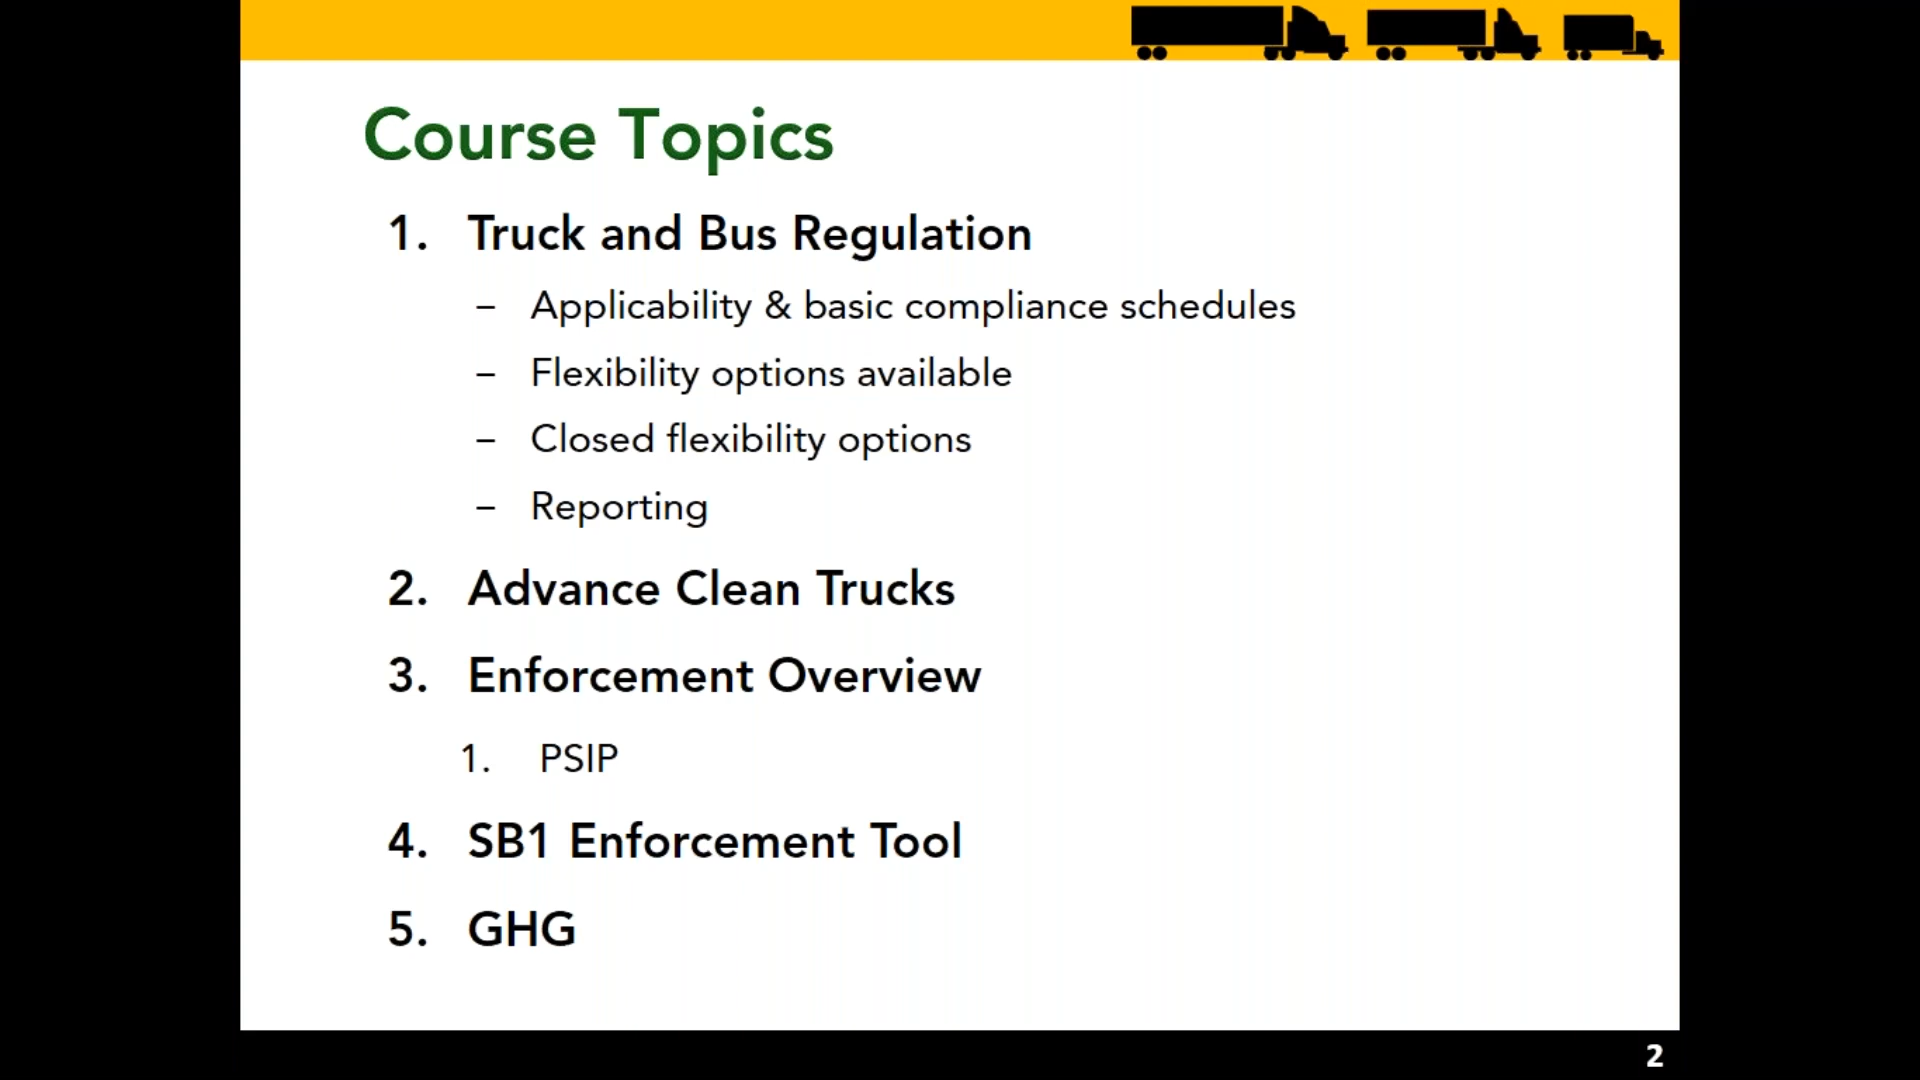 Course Topics
1. Truck and Bus Regulation
– Applicability & basic compliance schedules
– Flexibility options available
– Closed flexibility options
– Reporting
2. Advance Clean Trucks
3. Enforcement Overview
1. PSIP
4. SB1 Enforcement Tool
5. GHG
2